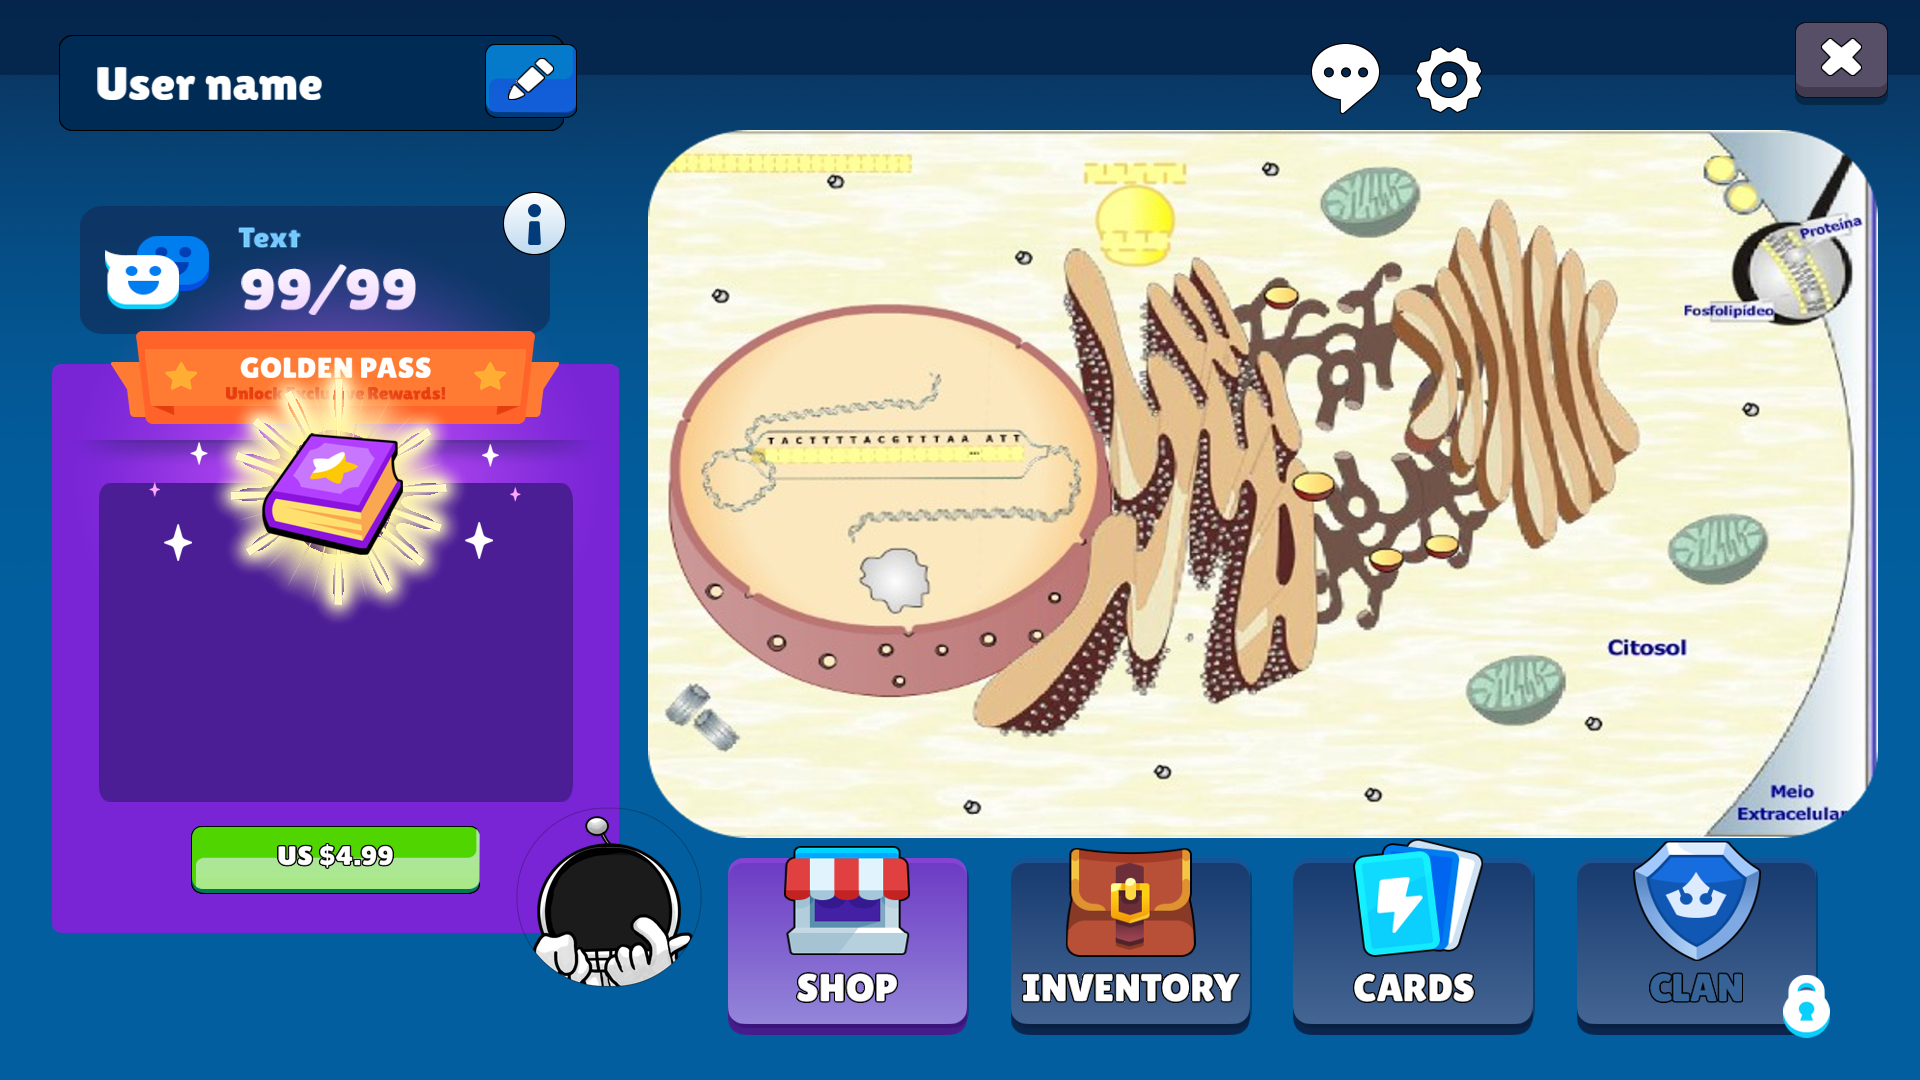 User name
Text
99/99
GOLDEN PASS
Rewards!
US $4.99
TACTTTTACGTTTAA ATT
...
Proteína
Fosfolipídeo
Citosol
Meio
Extracelular
SHOP
INVENTORY
CARDS
CLAN